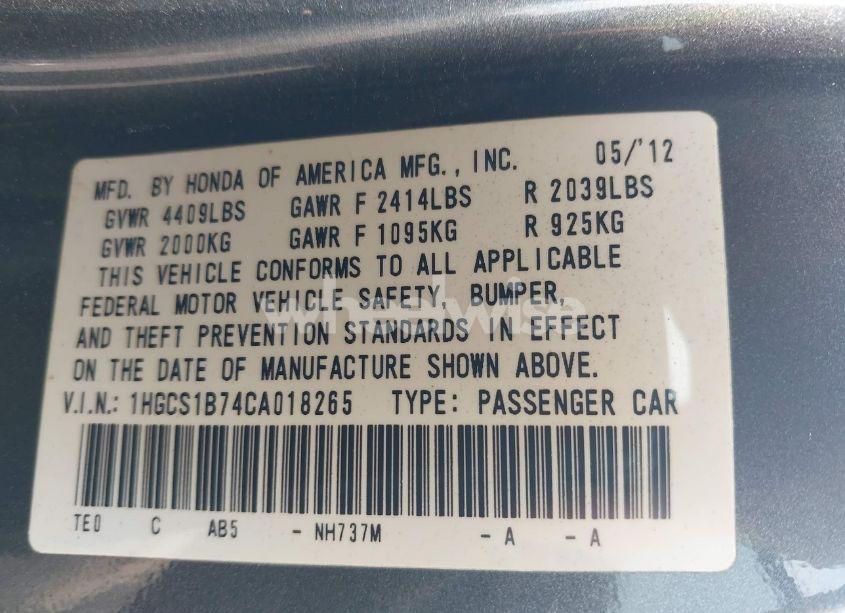 MFD. BY HONDA OF AMERICA MFG., INC. 05/'12
GVWR 4409LBS GAWR F 2414LBS R 2039LBS
GVWR 2000KG GAWR F 1095KG R 925KG
THIS VEHICLE CONFORMS TO ALL APPLICABLE
FEDERAL MOTOR VEHICLE SAFETY, BUMPER,
AND THEFT PREVENTION STANDARDS IN EFFECT
ON THE DATE OF MANUFACTURE SHOWN ABOVE.
V.I.N.: 1HGCS1B74CA018265 TYPE: PASSENGER CAR
TE0 C AB5 - NH737M - A - A
wheelwise